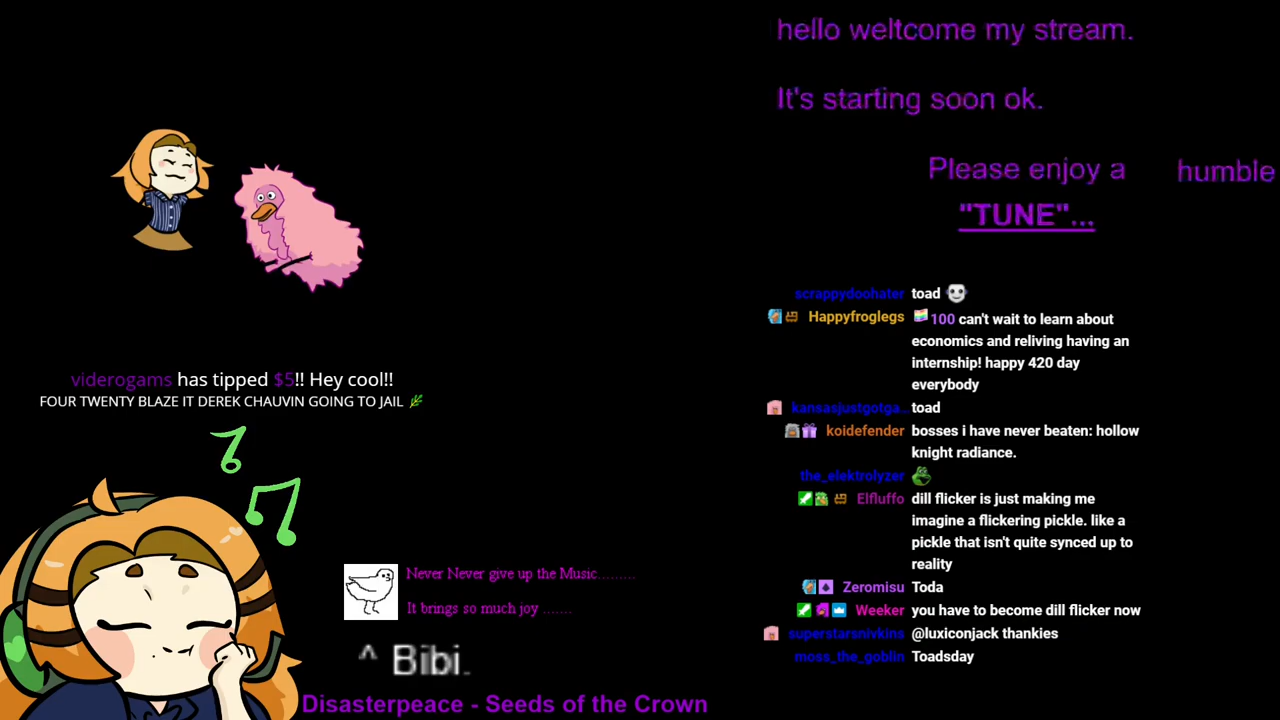 hello weltcome my stream.
It's starting soon ok.
Please enjoy a humble
"TUNE"...
scrappydoohater toad
Happyfroglegs 100 can't wait to learn about
economics and reliving having an
internship! happy 420 day
everybody
kansasjustgotga... toad
koidefender bosses i have never beaten: hollow
knight radiance.
the_elektrolyzer
Elfluffo dill flicker is just making me
imagine a flickering pickle. like a
pickle that isn't quite synced up to
reality
Zeromisu Toda
Weeker you have to become dill flicker now
superstarsnivkins @luxiconjack thankies
moss_the_goblin Toadsday
viderogams has tipped $5!! Hey cool!!
FOUR TWENTY BLAZE IT DEREK CHAUVIN GOING TO JAIL
Never Never give up the Music.........
It brings so much joy .......
^ Bibi.
Disasterpeace - Seeds of the Crown